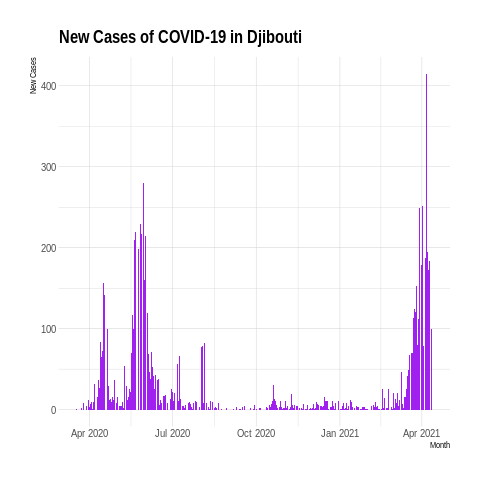 New Cases of COVID-19 in Djibouti
New Cases
400
300
200
100
0
Apr 2020
Jul 2020
Oct 2020
Jan 2021
Apr 2021
Month